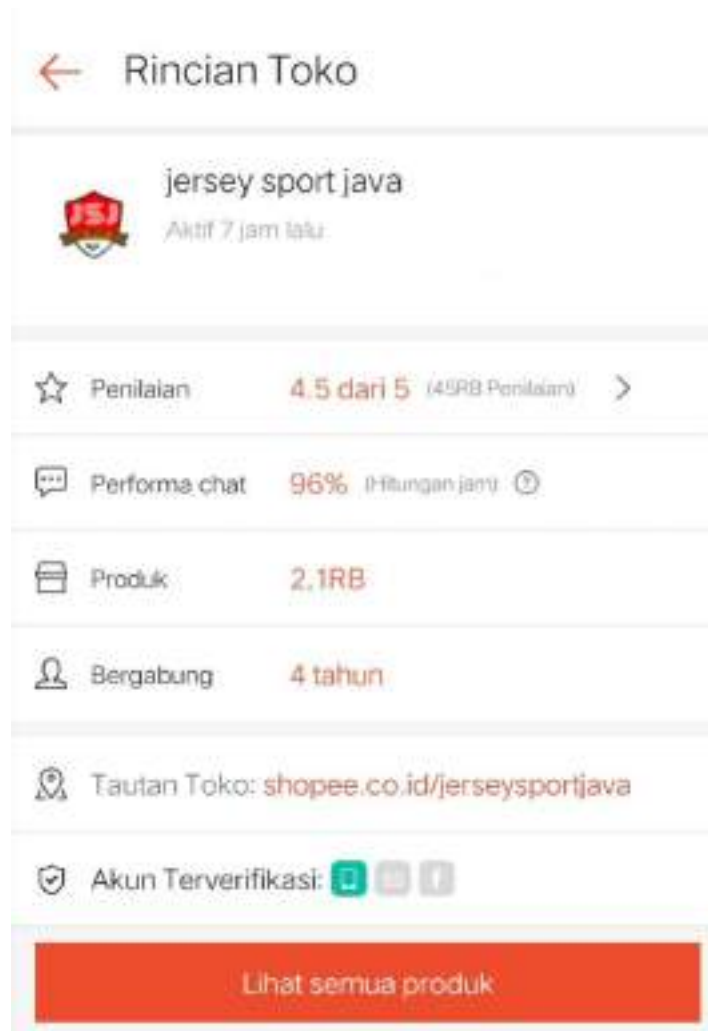 Rincian Toko
jersey sport java
JSJ
Aktif 7 jam lalu
Penilaian 4.5 dari 5 (45RB Penilaian)
Performa chat 96% (Hitungan jam)
Produk 2,1RB
Bergabung 4 tahun
Tautan Toko: shopee.co.id/jerseysportjava
Akun Terverifikasi:
Lihat semua produk